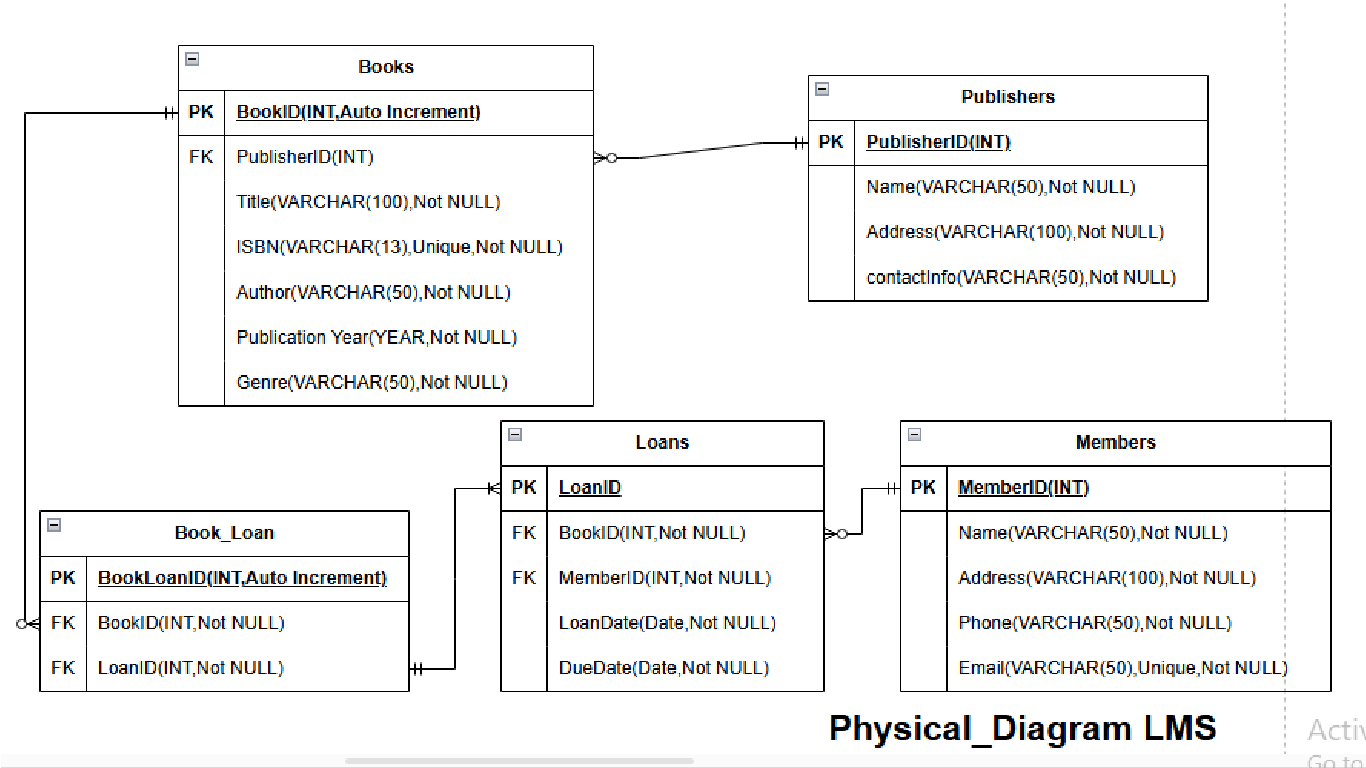 Books
PK BookID(INT,Auto Increment)
FK PublisherID(INT)
Title(VARCHAR(100),Not NULL)
ISBN(VARCHAR(13),Unique,Not NULL)
Author(VARCHAR(50),Not NULL)
Publication Year(YEAR,Not NULL)
Genre(VARCHAR(50),Not NULL)
Publishers
PK PublisherID(INT)
Name(VARCHAR(50),Not NULL)
Address(VARCHAR(100),Not NULL)
contactInfo(VARCHAR(50),Not NULL)
Book_Loan
PK BookLoanID(INT,Auto Increment)
FK BookID(INT,Not NULL)
FK LoanID(INT,Not NULL)
Loans
PK LoanID
FK BookID(INT,Not NULL)
FK MemberID(INT,Not NULL)
LoanDate(Date,Not NULL)
DueDate(Date,Not NULL)
Members
PK MemberID(INT)
Name(VARCHAR(50),Not NULL)
Address(VARCHAR(100),Not NULL)
Phone(VARCHAR(50),Not NULL)
Email(VARCHAR(50),Unique,Not NULL)
Physical_Diagram LMS
Go to